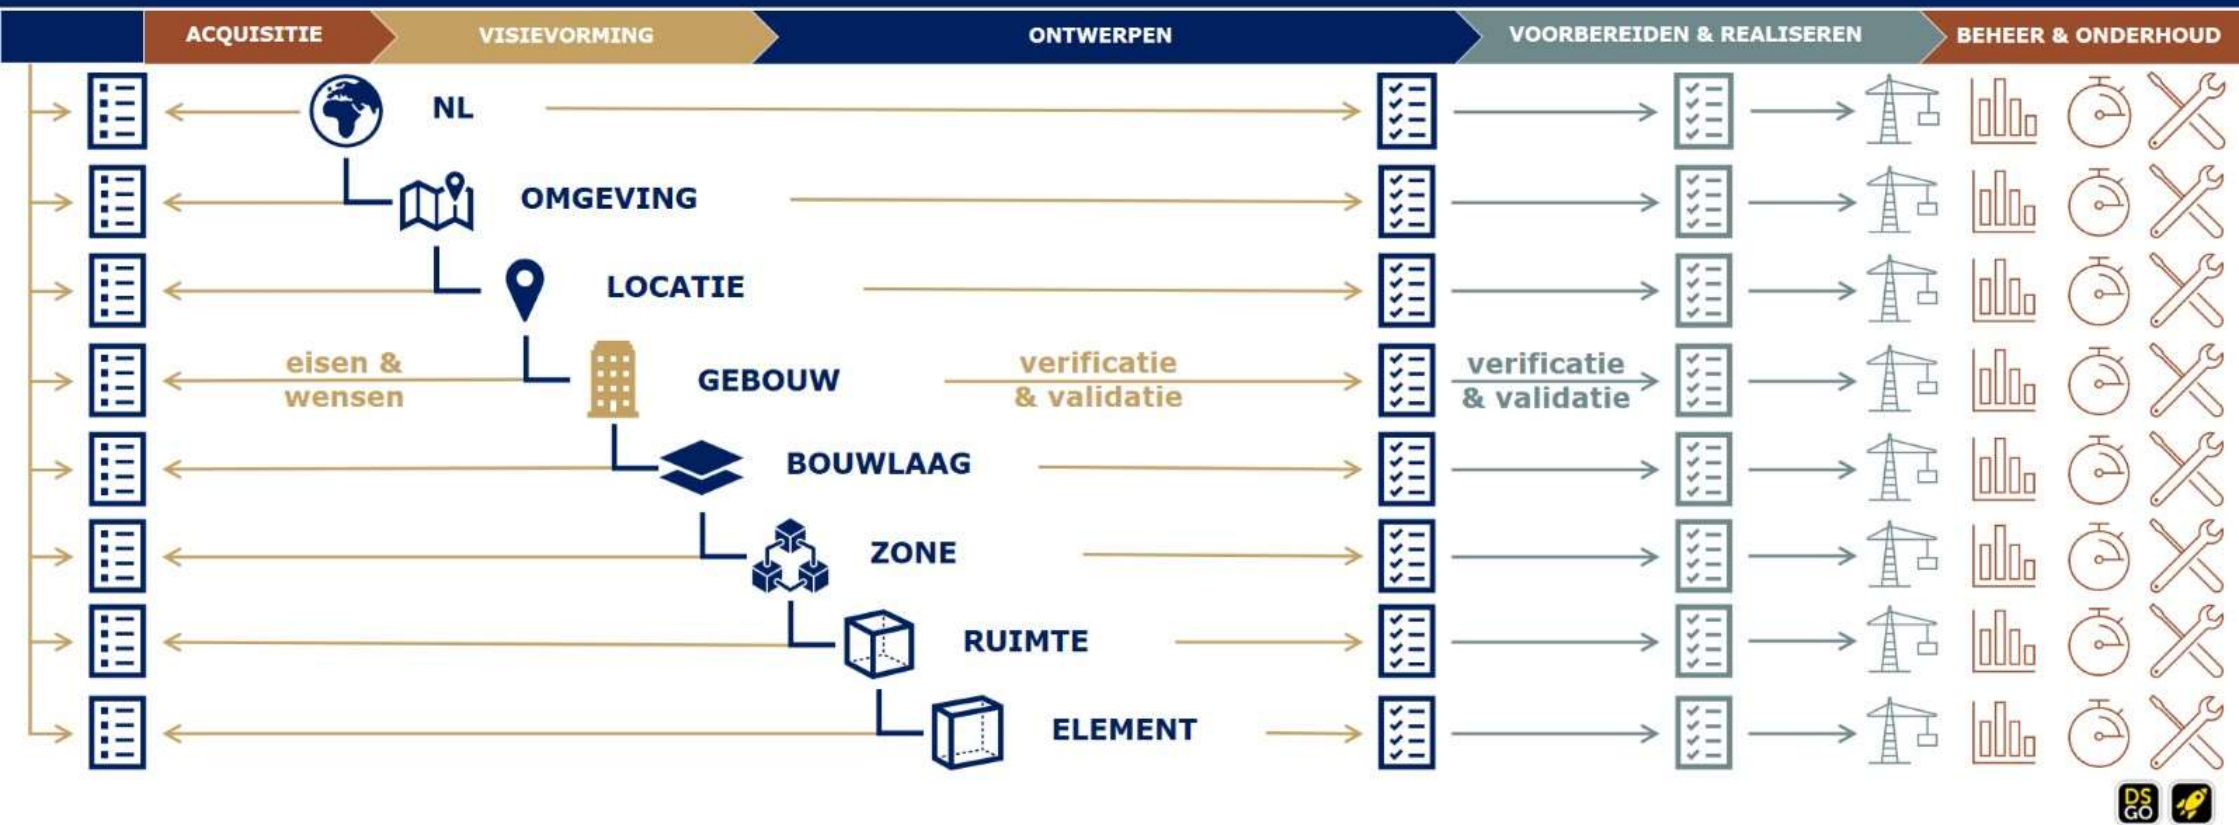 ACQUISITIE
VISIEVORMING
ONTWERPEN
VOORBEREIDEN & REALISEREN
BEHEER & ONDERHOUD
NL
OMGEVING
LOCATIE
eisen &
wensen
GEBOUW
verificatie
& validatie
verificatie
& validatie
BOUWLAAG
ZONE
RUIMTE
ELEMENT
DS
GO